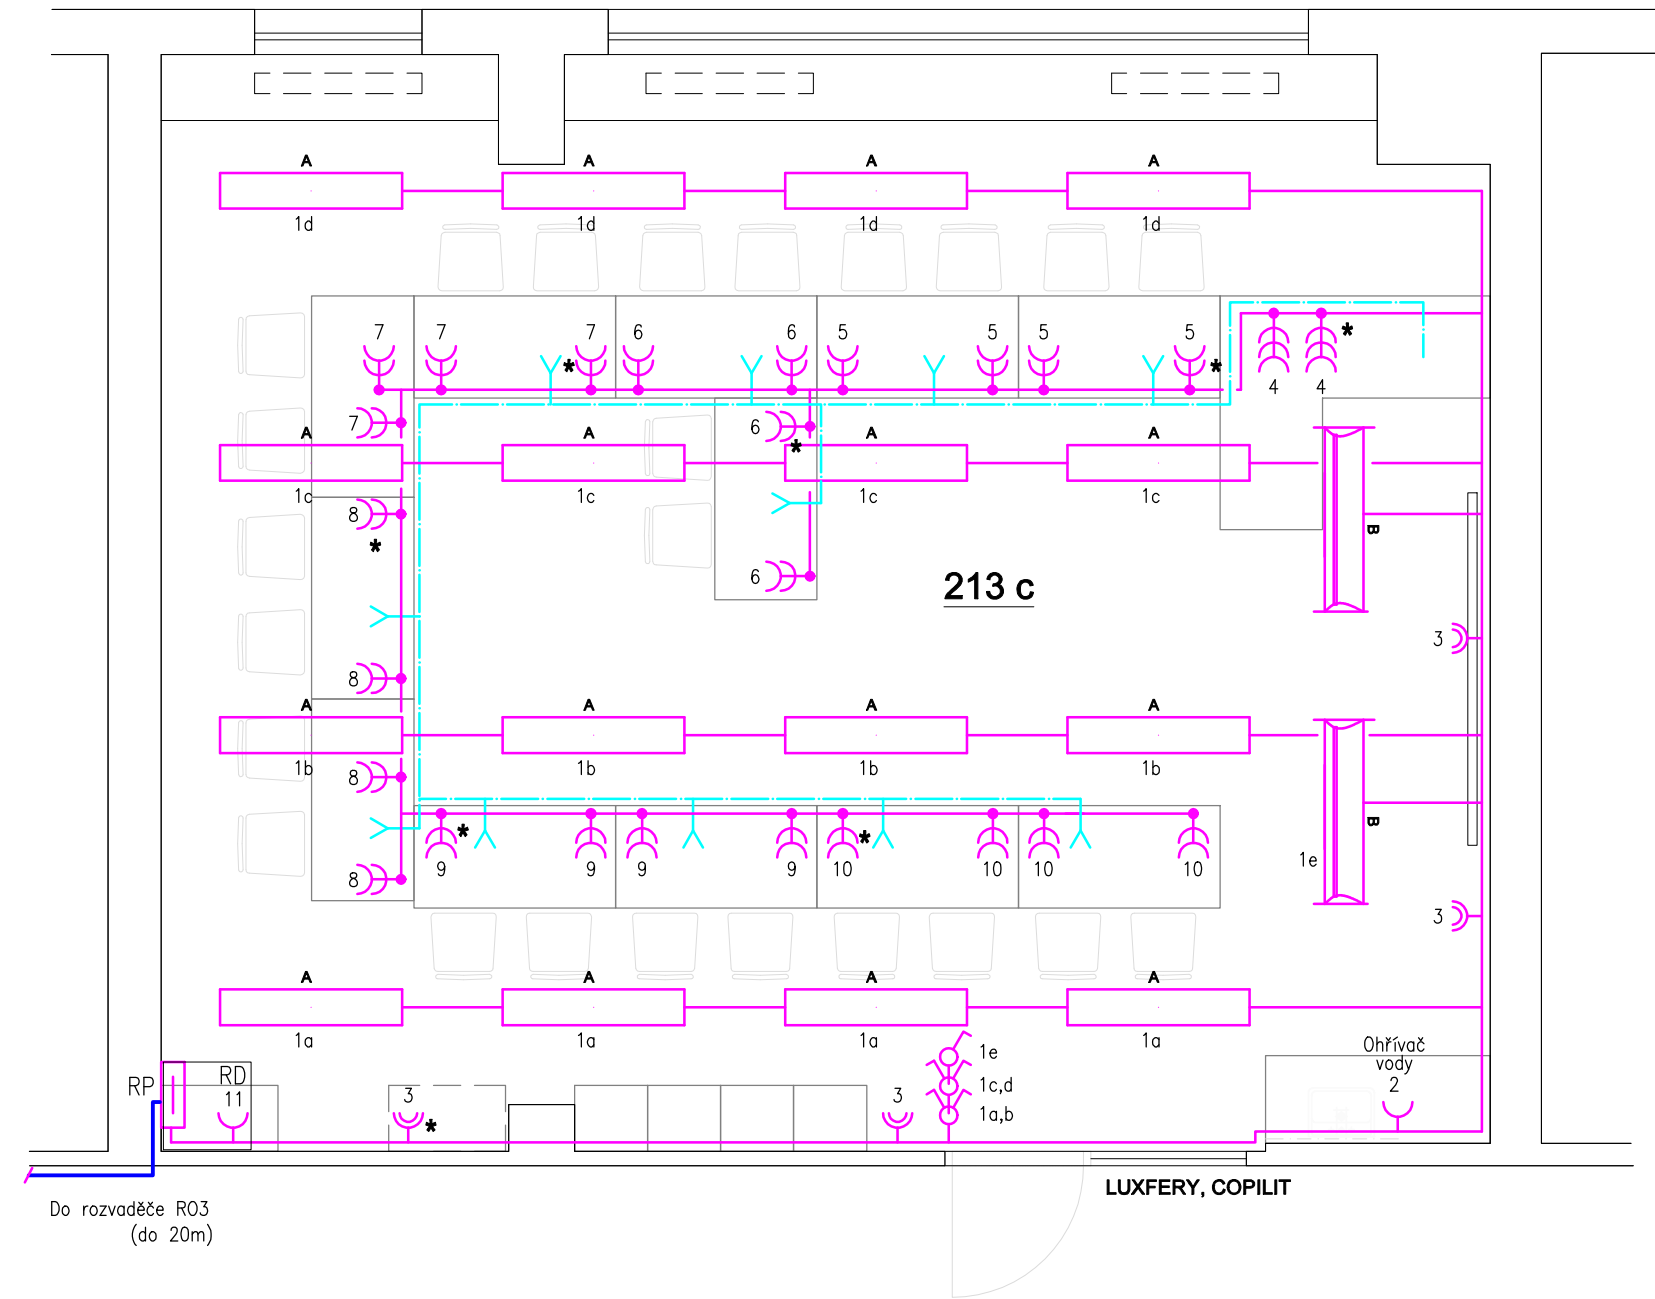 A A A A
1d 1d 1d 1d
7 7 7 6 6 5 5 5 5 *
* *
4 4
7 6
*
A A A A
1c 1c 1c 1c
8
*
B
6
213 c
3
8
A A A A
1b 1b 1b 1b
8
B
* *
1e
9 9 9 9 10 10 10 10
8
3
A A A A
1a 1a 1a 1a
1e
Ohřívač
vody
2
1c,d
RP RD
11
3
*
3
1a,b
LUXFERY, COPILIT
Do rozvaděče RO3
(do 20m)